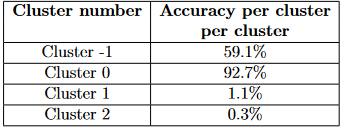 Cluster number Accuracy per cluster
per cluster
Cluster -1 59.1%
Cluster 0 92.7%
Cluster 1 1.1%
Cluster 2 0.3%